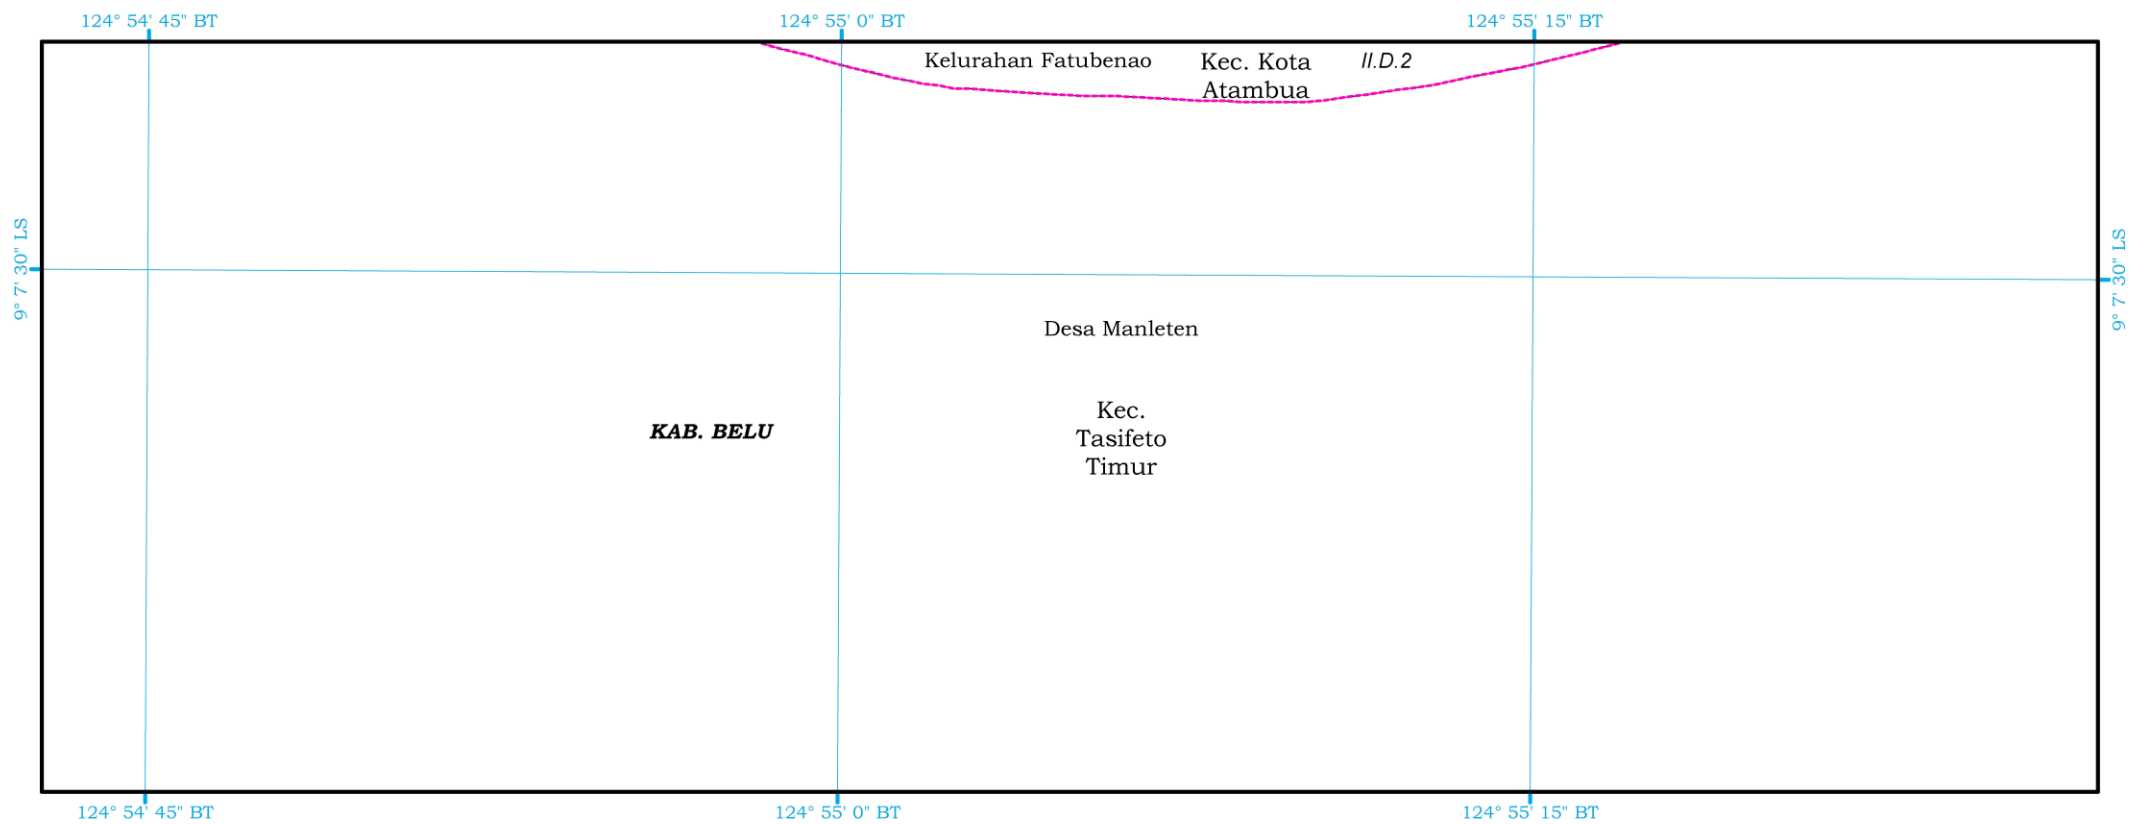 124° 54' 45" BT
124° 55' 0" BT
124° 55' 15" BT
Kelurahan Fatubenao
Kec. Kota
Atambua
II.D.2
9° 7' 30" LS
9° 7' 30" LS
Desa Manleten
KAB. BELU
Kec.
Tasifeto
Timur
124° 54' 45" BT
124° 55' 0" BT
124° 55' 15" BT